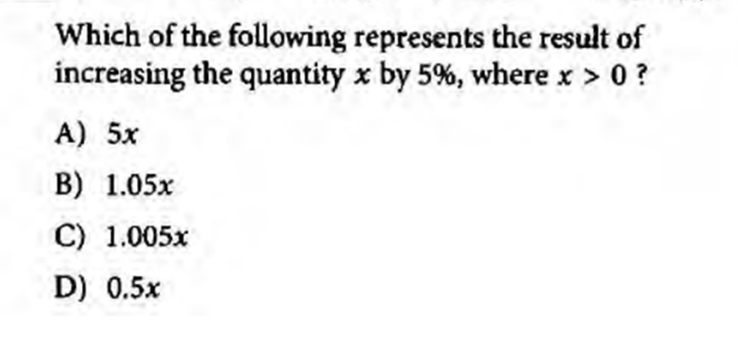 Which of the following represents the result of
increasing the quantity x by 5%, where x > 0 ?
A) 5x
B) 1.05x
C) 1.005x
D) 0.5x